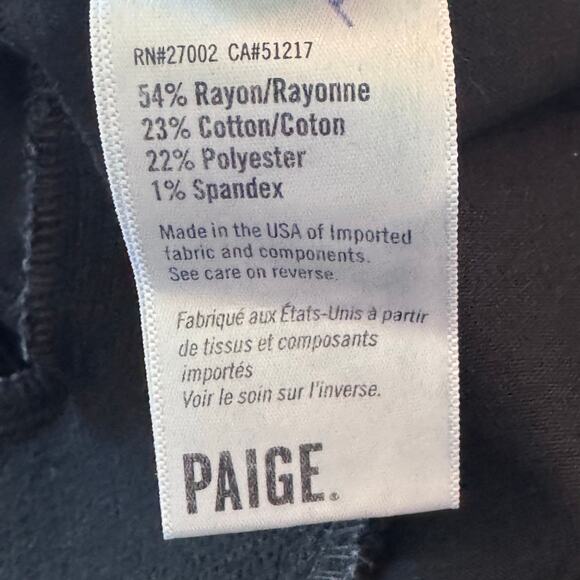 RN#27002 CA#51217
54% Rayon/Rayonne
23% Cotton/Coton
22% Polyester
1% Spandex
Made in the USA of Imported
fabric and components.
See care on reverse.
Fabriqué aux États-Unis à partir
de tissus et composants
importés
Voir le soin sur l'inverse.
PAIGE.